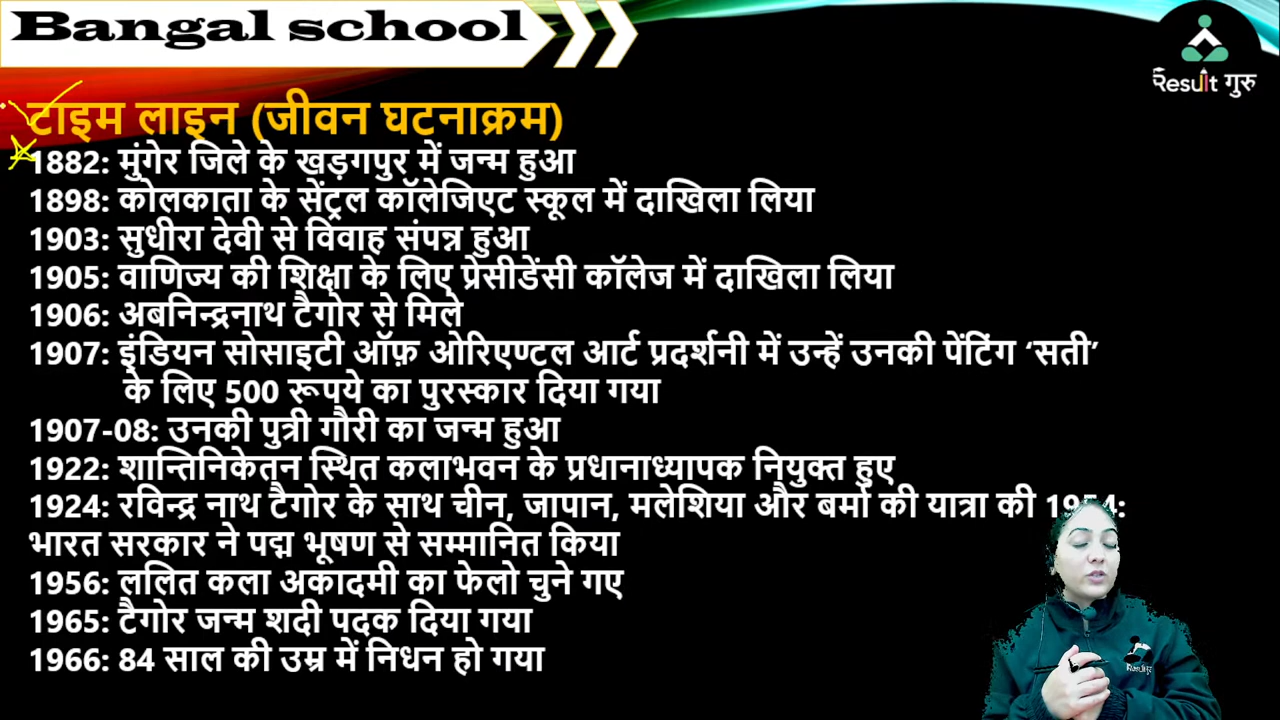 Bangal school
Result गुरु
टाइम लाइन (जीवन घटनाक्रम)
1882: मुंगेर जिले के खड़गपुर में जन्म हुआ
1898: कोलकाता के सेंट्रल कॉलेजिएट स्कूल में दाखिला लिया
1903: सुधीरा देवी से विवाह संपन्न हुआ
1905: वाणिज्य की शिक्षा के लिए प्रेसीडेंसी कॉलेज में दाखिला लिया
1906: अबनिन्द्रनाथ टैगोर से मिले
1907: इंडियन सोसाइटी ऑफ़ ओरिएण्टल आर्ट प्रदर्शनी में उन्हें उनकी पेंटिंग ‘सती’
के लिए 500 रूपये का पुरस्कार दिया गया
1907-08: उनकी पुत्री गौरी का जन्म हुआ
1922: शान्तिनिकेतन स्थित कलाभवन के प्रधानाध्यापक नियुक्त हुए
1924: रविन्द्र नाथ टैगोर के साथ चीन, जापान, मलेशिया और बर्मा की यात्रा की 1954:
भारत सरकार ने पद्म भूषण से सम्मानित किया
1956: ललित कला अकादमी का फेलो चुने गए
1965: टैगोर जन्म शदी पदक दिया गया
1966: 84 साल की उम्र में निधन हो गया